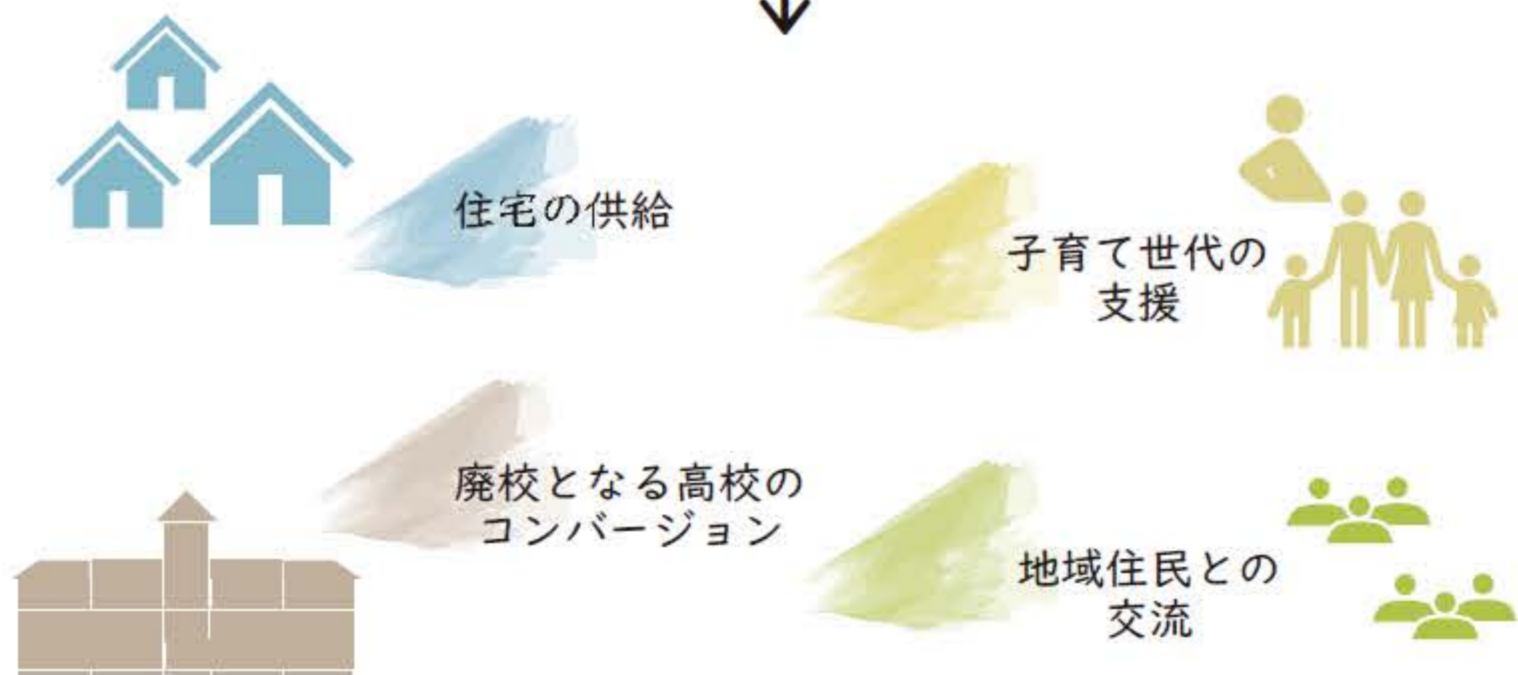 住宅の供給
子育て世代の
支援
廃校となる高校の
コンバージョン
地域住民との
交流